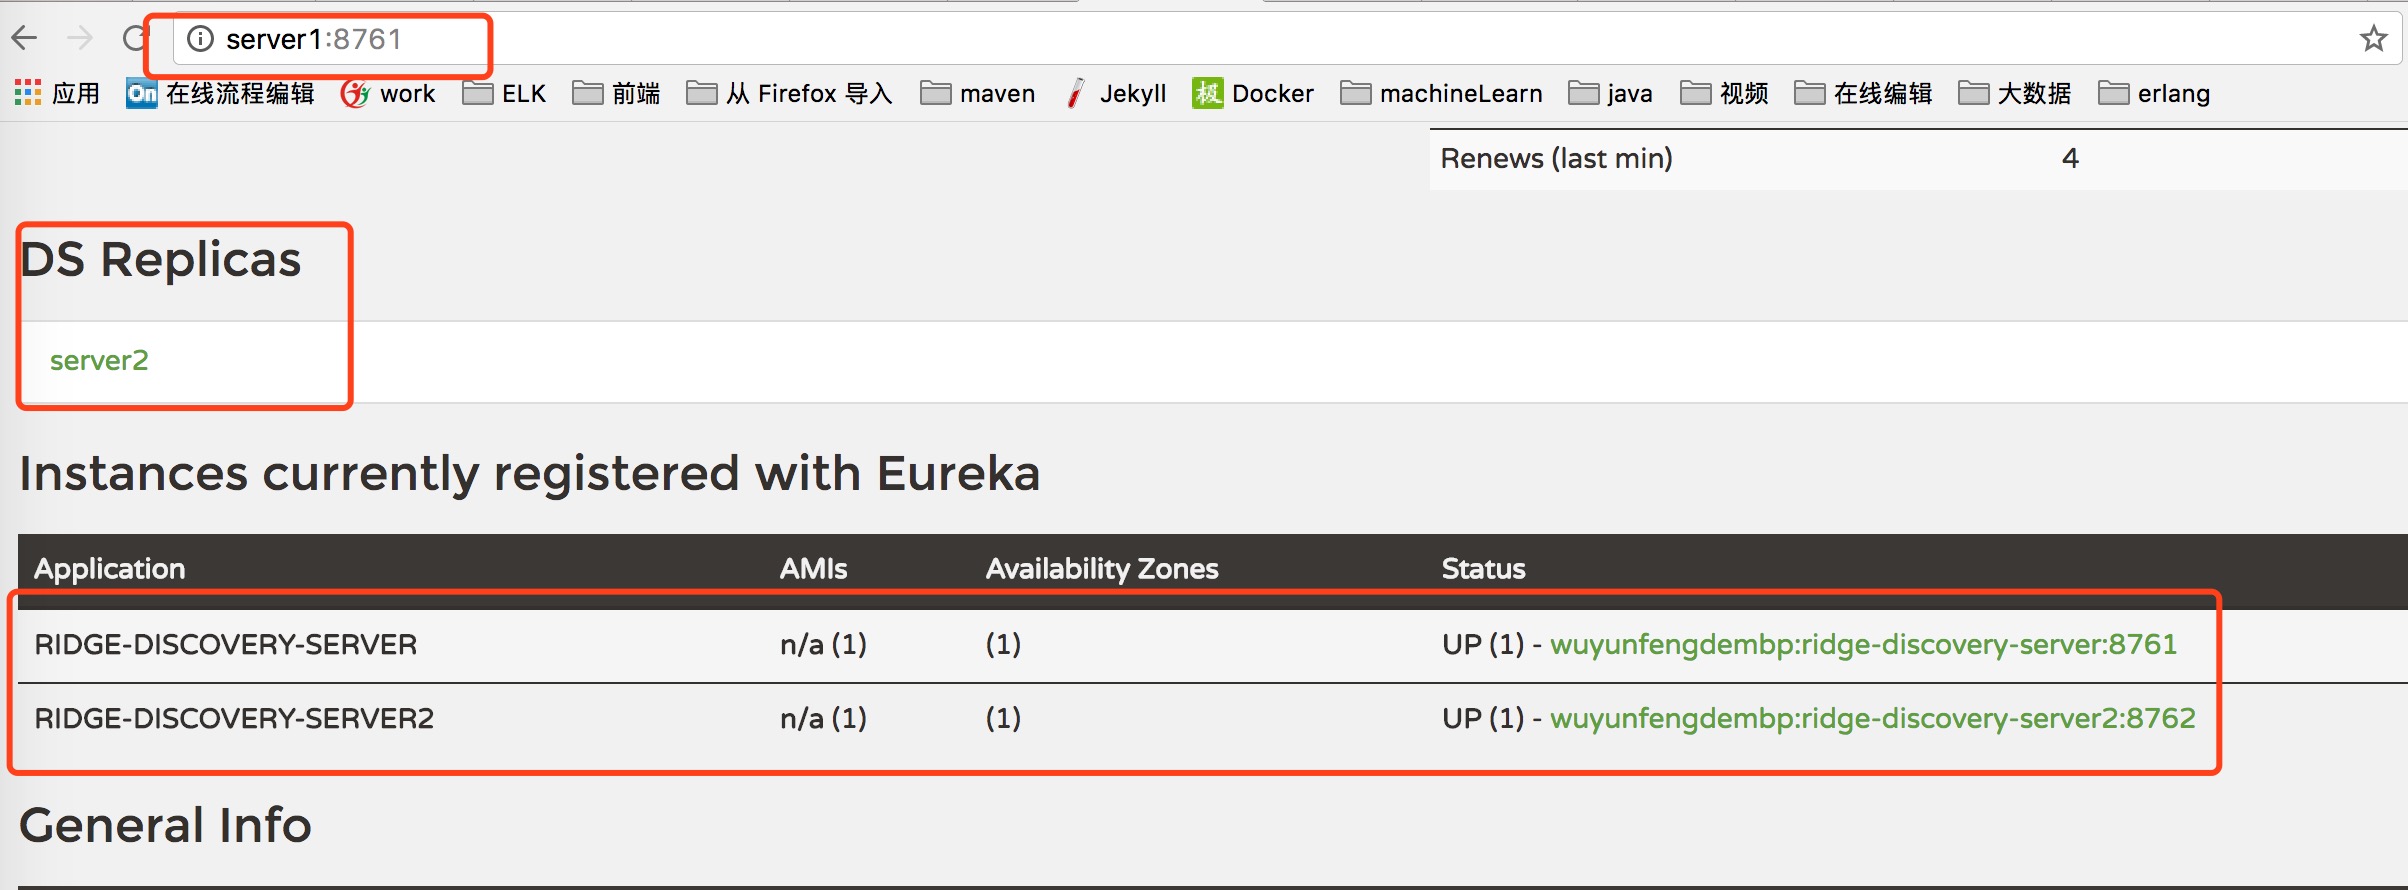 server1:8761
应用 On 在线流程编辑 work ELK 前端 从 Firefox 导入 maven Jekyll 极 Docker machineLearn java 视频 在线编辑 大数据 erlang
Renews (last min) 4
DS Replicas
server2
Instances currently registered with Eureka
Application AMIs Availability Zones Status
RIDGE-DISCOVERY-SERVER n/a (1) (1) UP (1) - wuyunfengdembp:ridge-discovery-server:8761
RIDGE-DISCOVERY-SERVER2 n/a (1) (1) UP (1) - wuyunfengdembp:ridge-discovery-server2:8762
General Info